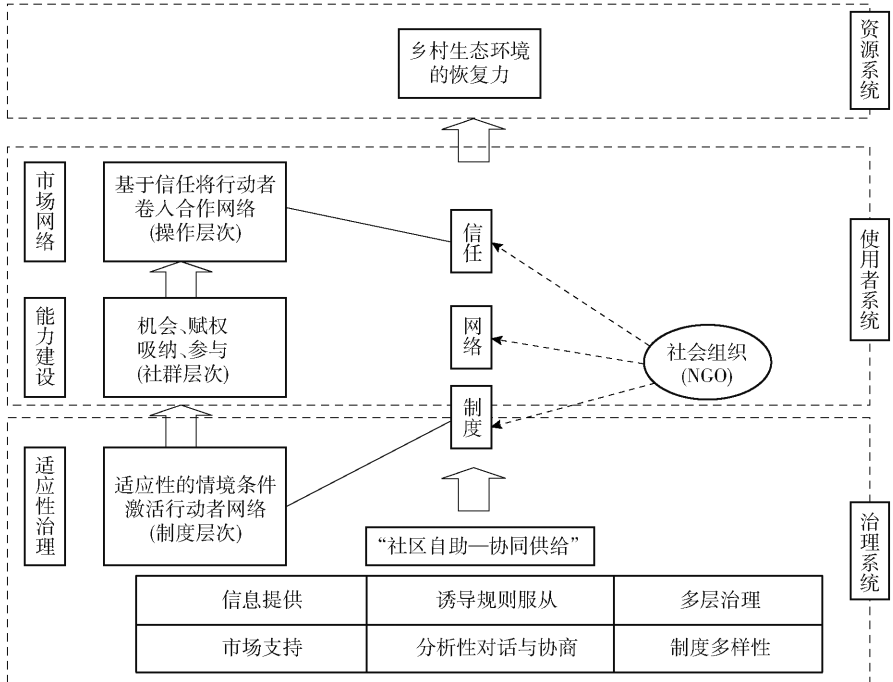 乡村生态环境
的恢复力
资源系统
市场网络
基于信任将行动者
卷入合作网络
(操作层次)
信任
使用者系统
能力建设
机会、赋权
吸纳、参与
(社群层次)
网络
社会组织
(NGO)
制度
适应性治理
适应性的情境条件
激活行动者网络
(制度层次)
治理系统
“社区自助—协同供给”
信息提供
诱导规则服从
多层治理
市场支持
分析性对话与协商
制度多样性